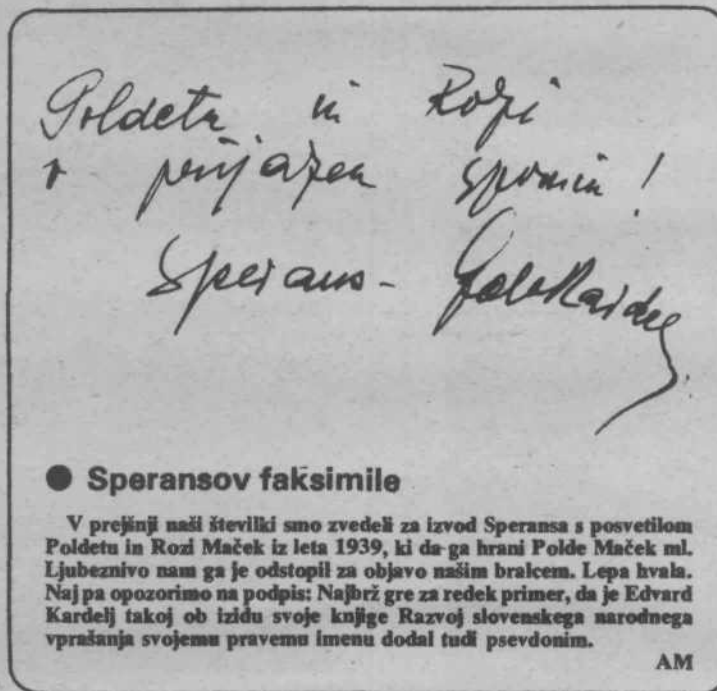 Poldetu in Rozi
v prijazen spomin!
Sperans-
● Speransov faksimile
V prejšnji naši številki smo zvedeli za izvod Speransa s posvetilom
Poldetu in Rozi Maček iz leta 1939, ki da ga hrani Polde Maček ml.
Ljubeznivo nam ga je odstopil za objavo našim bralcem. Lepa hvala.
Naj pa opozorimo na podpis: Najbrž gre za redek primer, da je Edvard
Kardelj takoj ob izidu svoje knjige Razvoj slovenskega narodnega
vprašanja svojemu pravemu imenu dodal tudi psevdonim.
AM